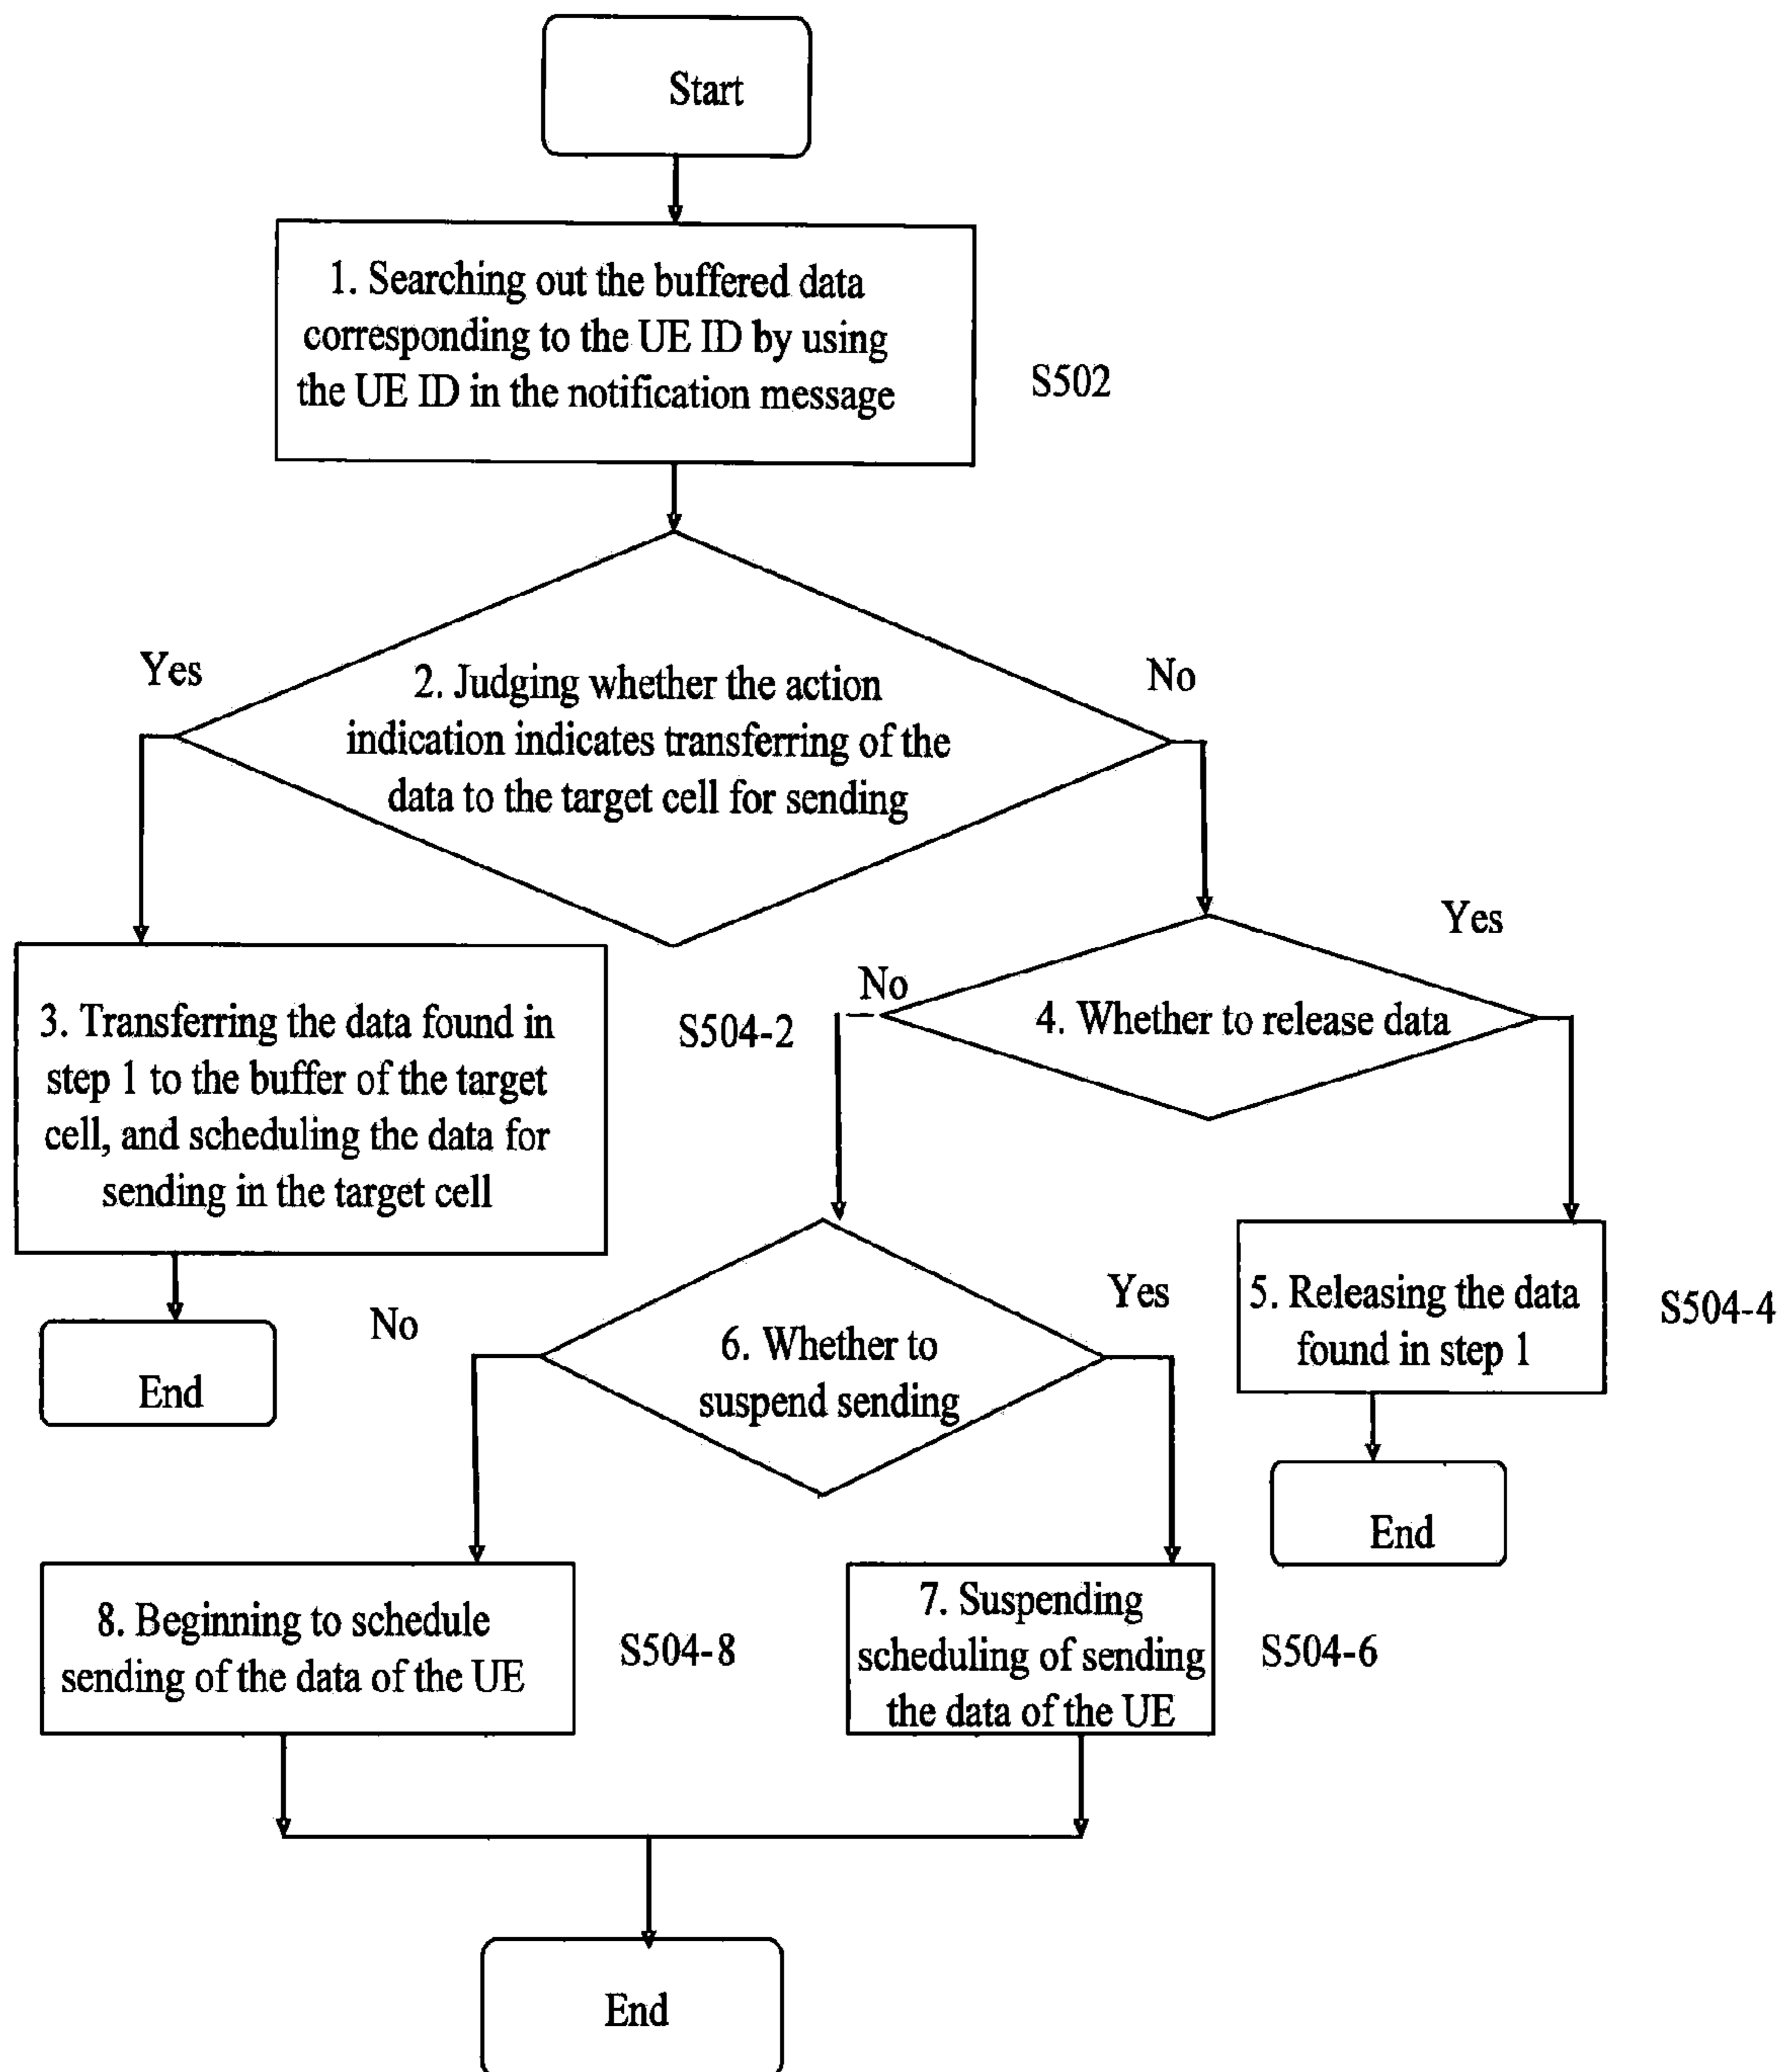 Start
1. Searching out the buffered data
corresponding to the UE ID by using
the UE ID in the notification message
S502
Yes
No
2. Judging whether the action
indication indicates transferring of the
data to the target cell for sending
Yes
No
4. Whether to release data
3. Transferring the data found in
step 1 to the buffer of the target
cell, and scheduling the data for
sending in the target cell
S504-2
End
No
Yes
6. Whether to
suspend sending
5. Releasing the data
found in step 1
S504-4
End
8. Beginning to schedule
sending of the data of the UE
S504-8
7. Suspending
scheduling of sending
the data of the UE
S504-6
End